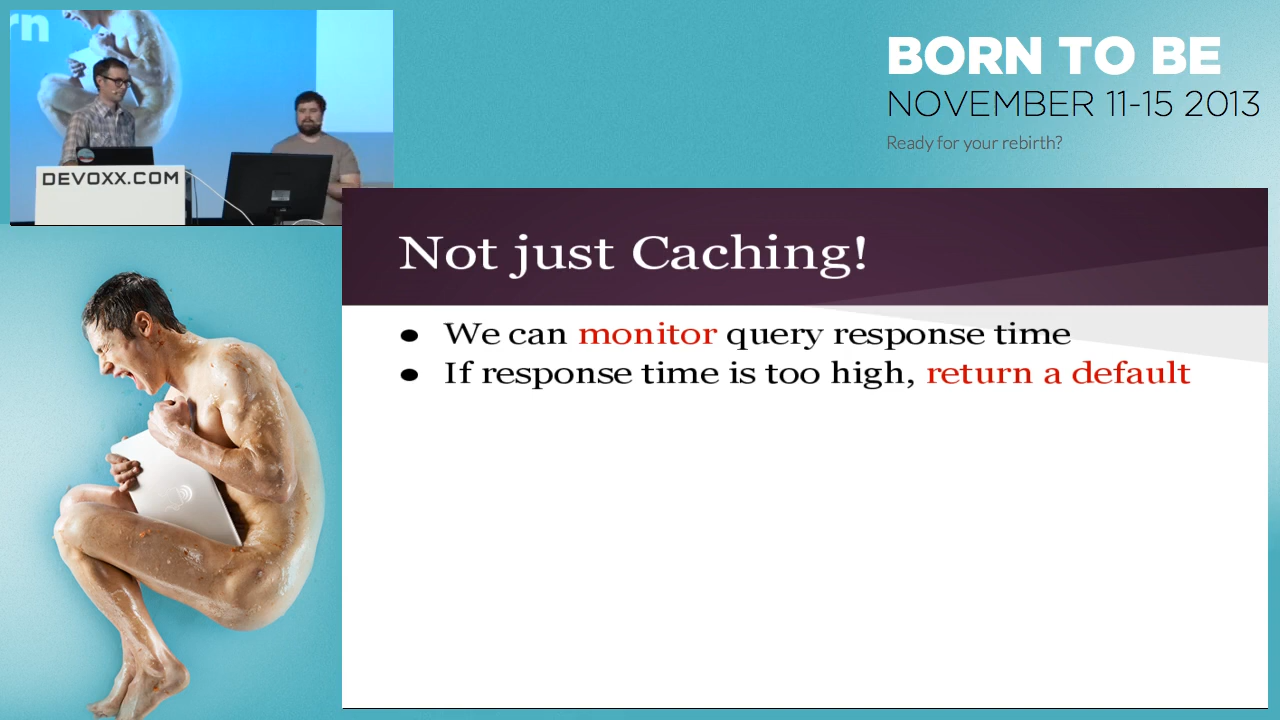 rn
DEVOXX.COM
BORN TO BE
NOVEMBER 11-15 2013
Ready for your rebirth?
Not just Caching!
● We can monitor query response time
● If response time is too high, return a default